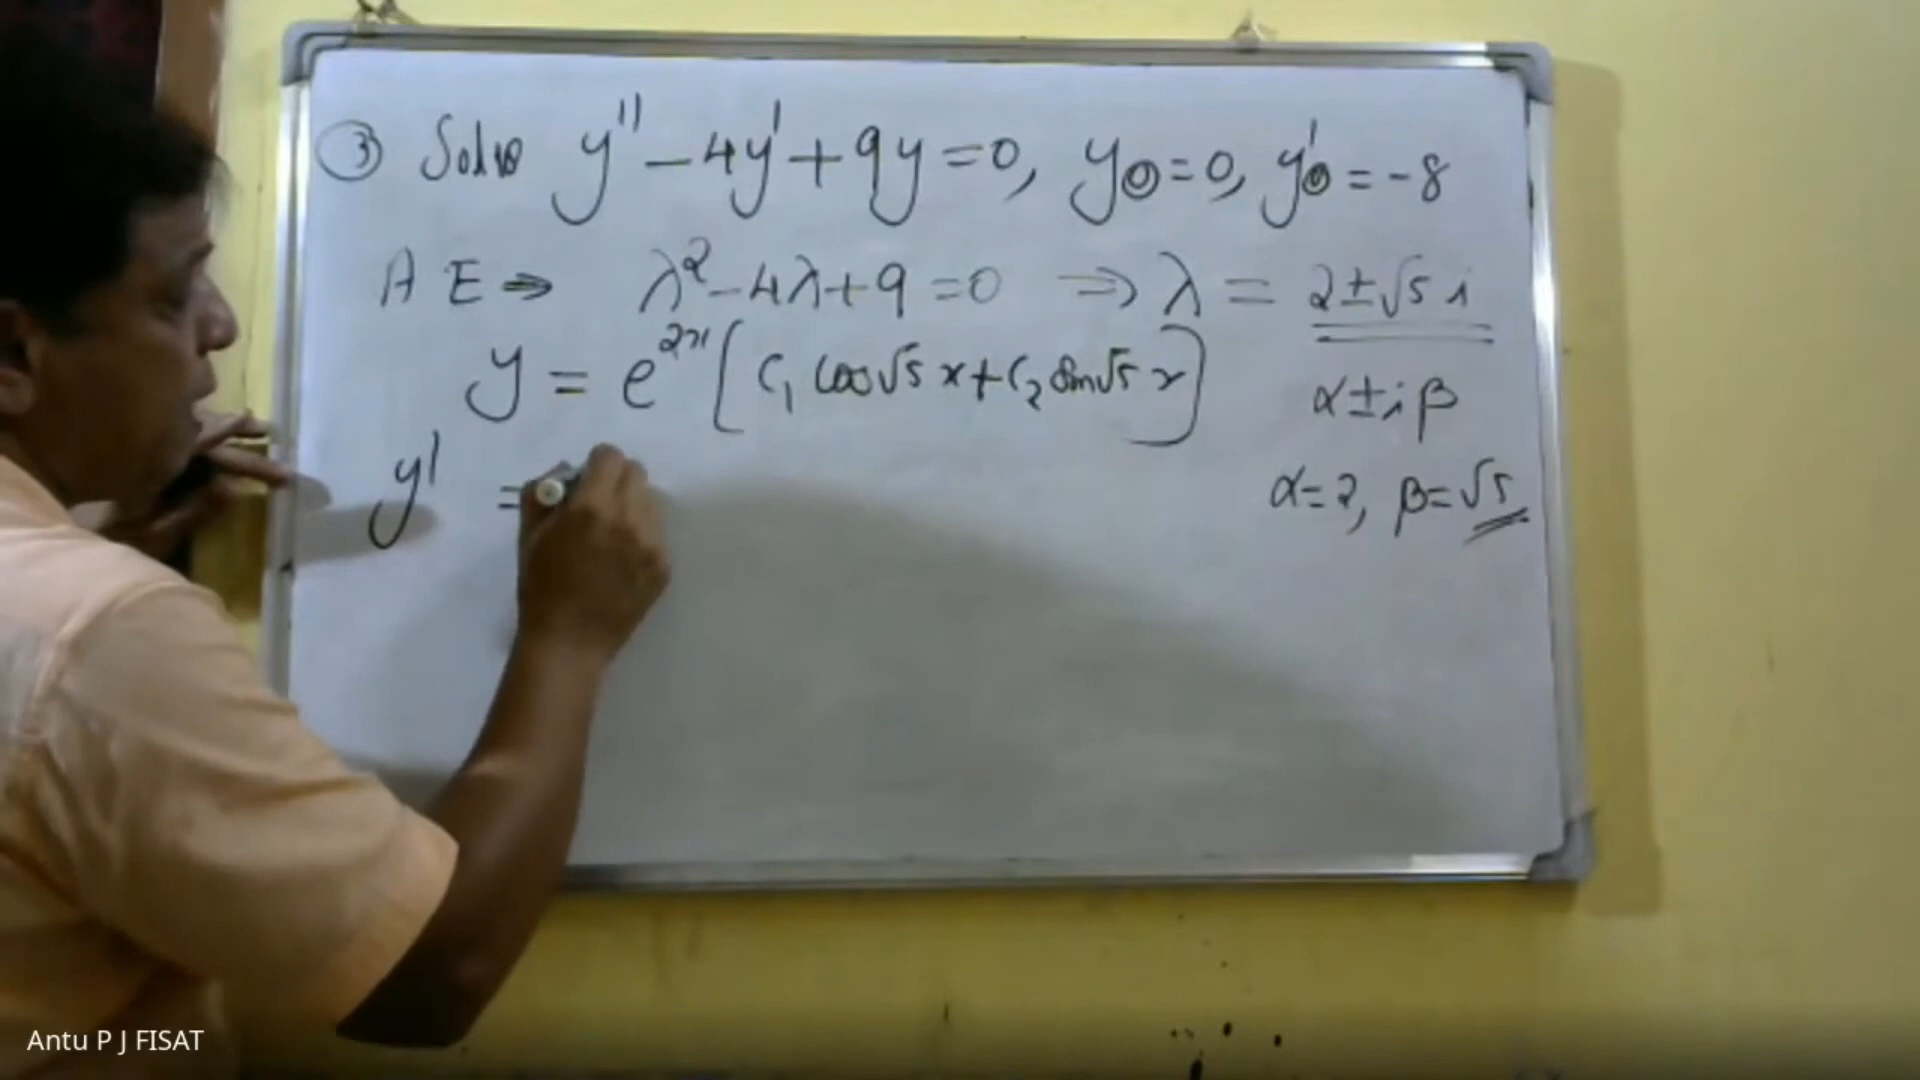 ③ Solve y'' - 4y' + 9y = 0, y(0) = 0, y'(0) = -8
A E ⇒ λ² - 4λ + 9 = 0 ⇒ λ = 2 ± √5 i
y = e^2x [ C₁ cos √5 x + C₂ sin √5 x ]
α ± i β
y' =
α = 2, β = √5
Antu P J FISAT